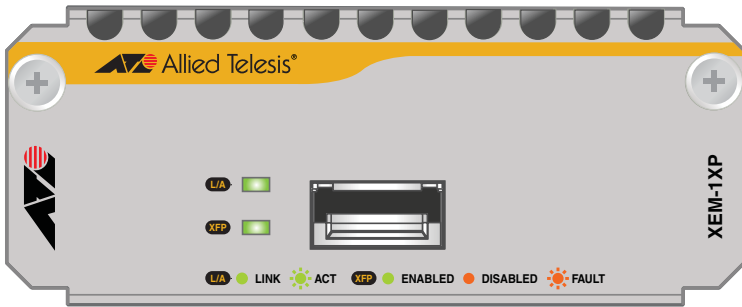 Allied Telesis®
L/A
XFP
XEM-1XP
L/A LINK ACT XFP ENABLED DISABLED FAULT